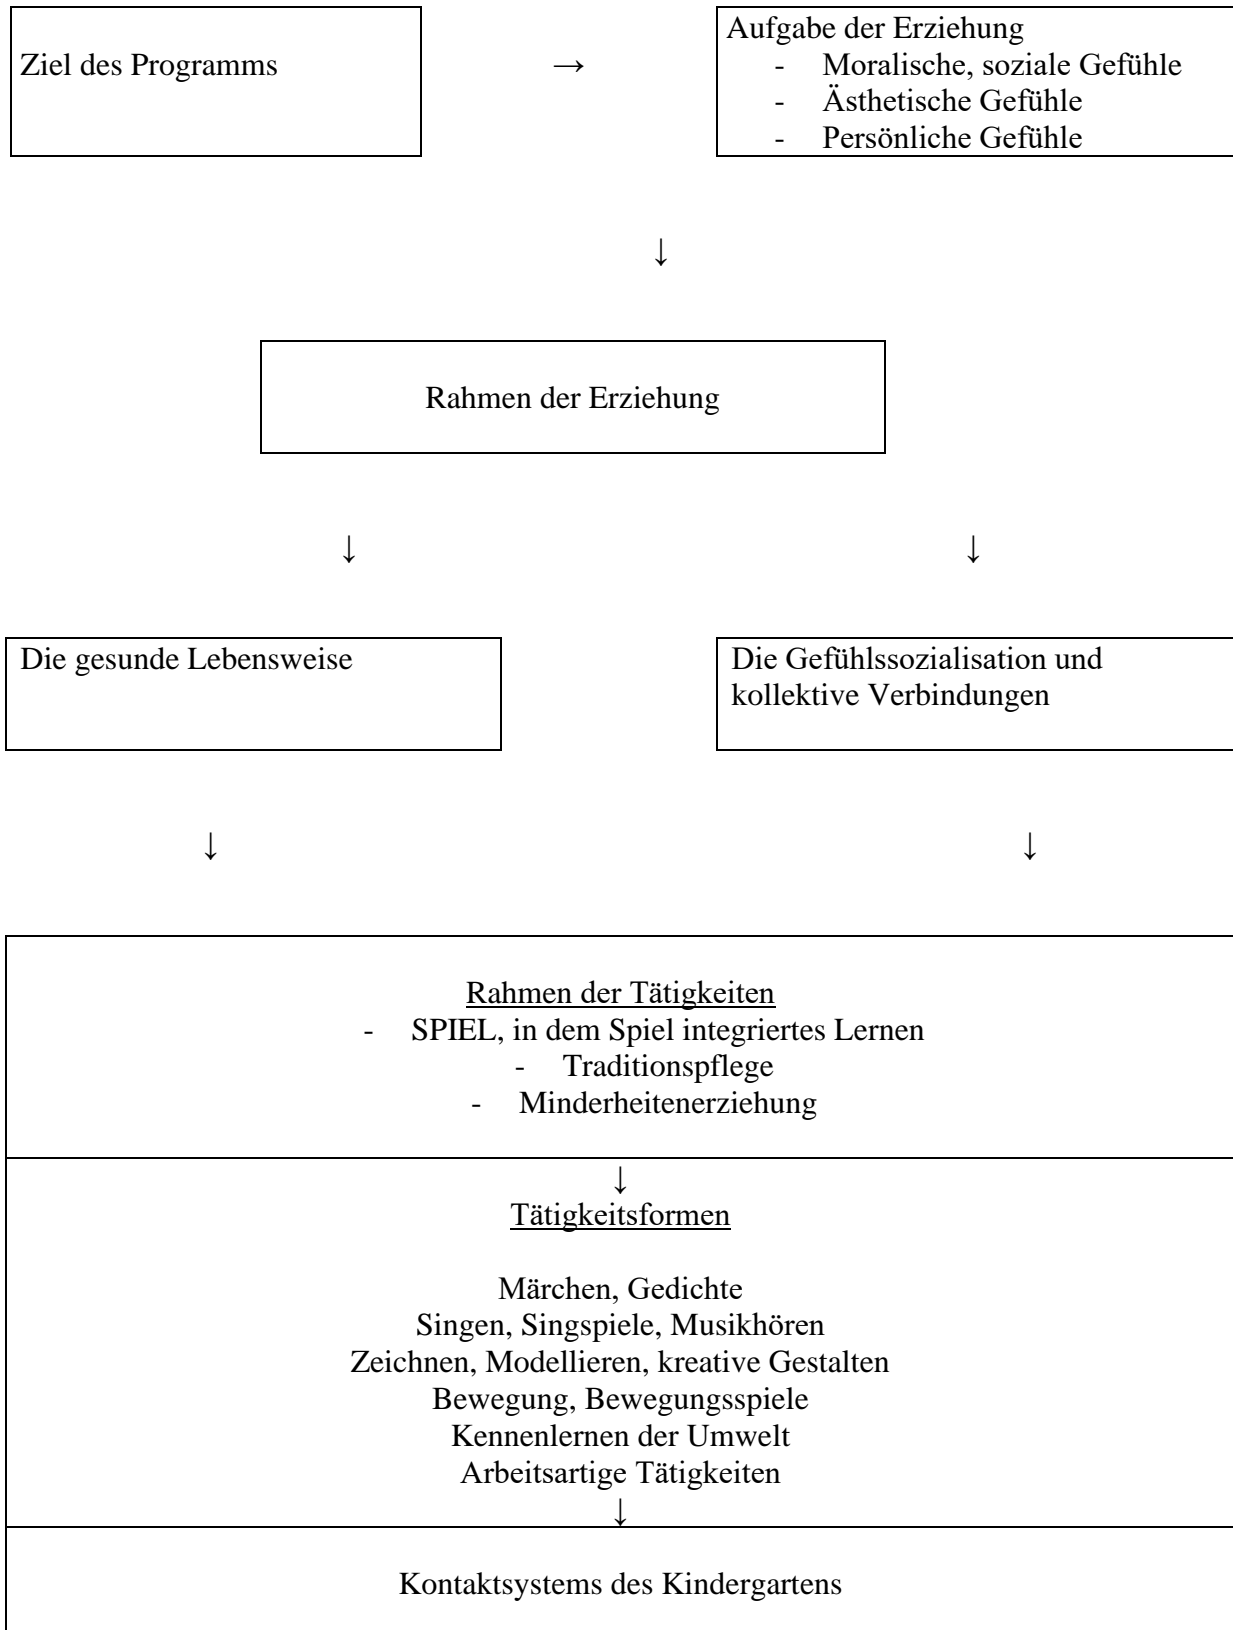 Ziel des Programms
→
Aufgabe der Erziehung
- Moralische, soziale Gefühle
- Ästhetische Gefühle
- Persönliche Gefühle
↓
Rahmen der Erziehung
↓ ↓
Die gesunde Lebensweise
Die Gefühlssozialisation und
kollektive Verbindungen
↓ ↓
Rahmen der Tätigkeiten
- SPIEL, in dem Spiel integriertes Lernen
- Traditionspflege
- Minderheitenerziehung
↓
Tätigkeitsformen
Märchen, Gedichte
Singen, Singspiele, Musikhören
Zeichnen, Modellieren, kreative Gestalten
Bewegung, Bewegungsspiele
Kennenlernen der Umwelt
Arbeitsartige Tätigkeiten
↓
Kontaktsystems des Kindergartens